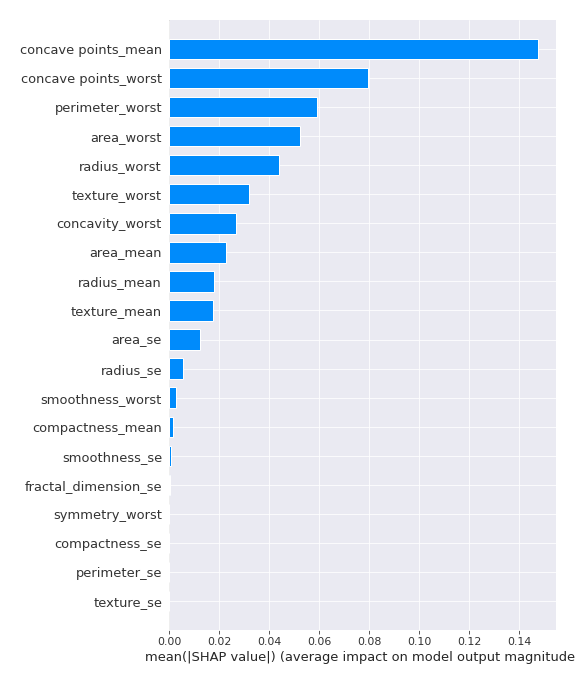 concave points_mean
concave points_worst
perimeter_worst
area_worst
radius_worst
texture_worst
concavity_worst
area_mean
radius_mean
texture_mean
area_se
radius_se
smoothness_worst
compactness_mean
smoothness_se
fractal_dimension_se
symmetry_worst
compactness_se
perimeter_se
texture_se
0.00 0.02 0.04 0.06 0.08 0.10 0.12 0.14
mean(|SHAP value|) (average impact on model output magnitude